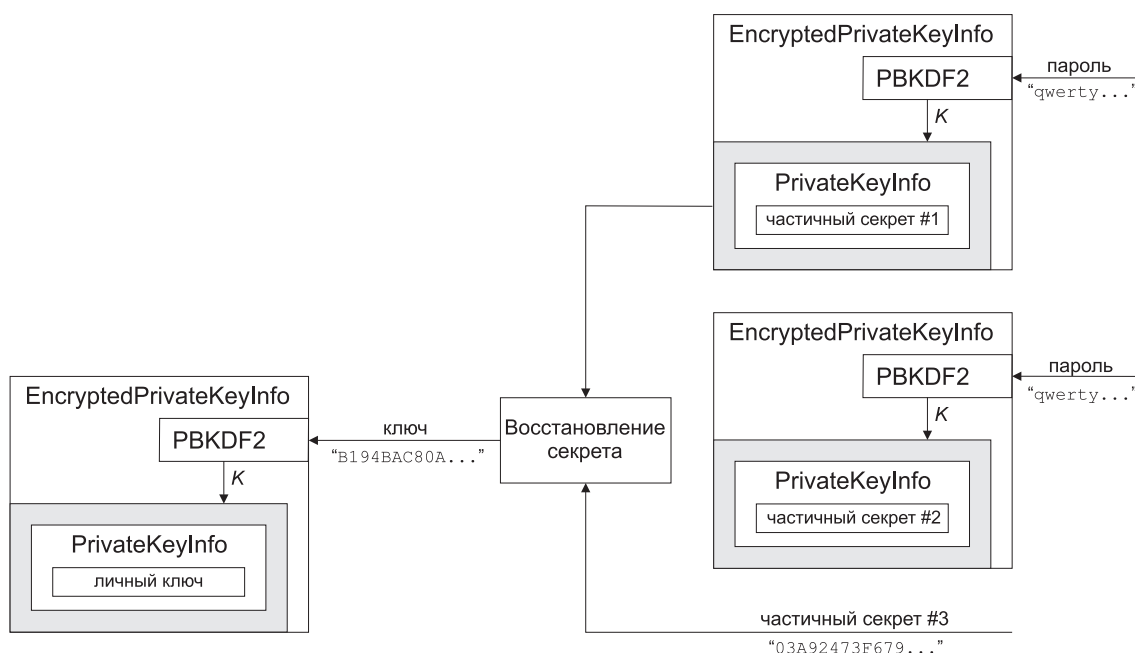 EncryptedPrivateKeyInfo
PBKDF2
пароль
“qwerty...”
K
PrivateKeyInfo
частичный секрет #1
EncryptedPrivateKeyInfo
PBKDF2
пароль
“qwerty...”
K
PrivateKeyInfo
частичный секрет #2
EncryptedPrivateKeyInfo
PBKDF2
ключ
“B194BAC80A...”
Восстановление
секрета
K
PrivateKeyInfo
личный ключ
частичный секрет #3
“03A92473F679...”